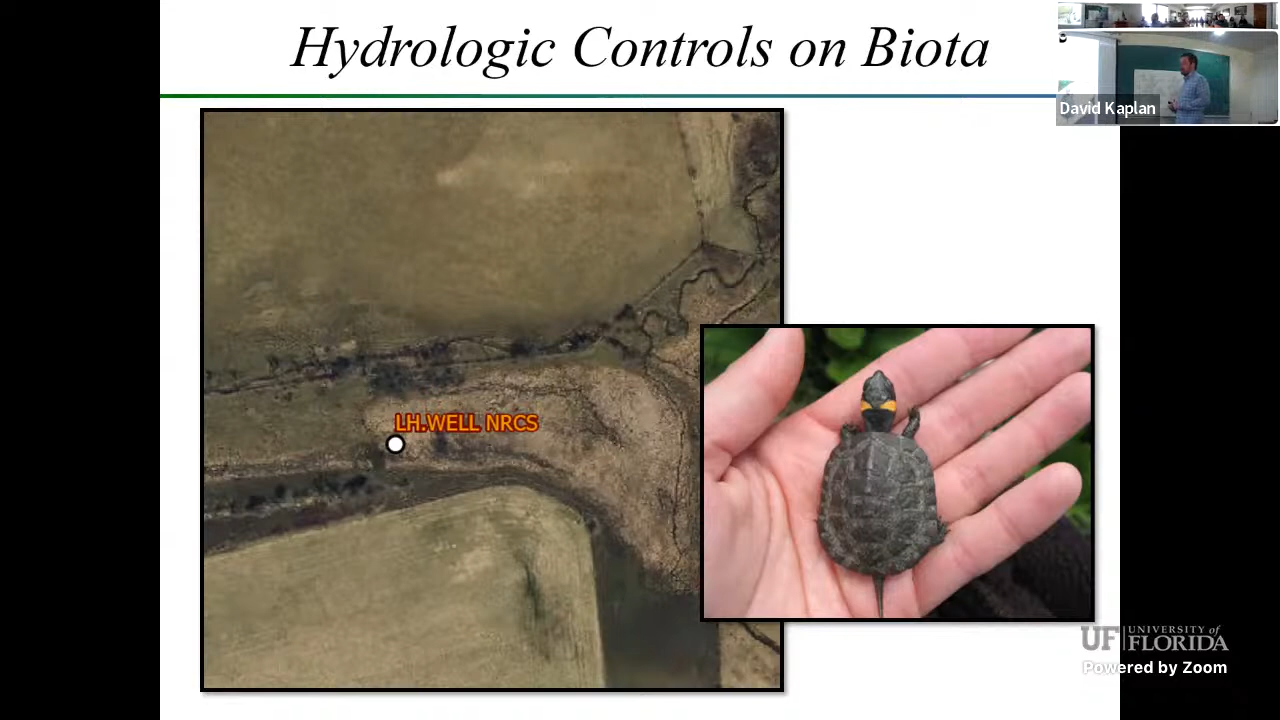 Hydrologic Controls on Biota
David Kaplan
LH.WELL NRCS
UF UNIVERSITY of
FLORIDA
Powered by Zoom